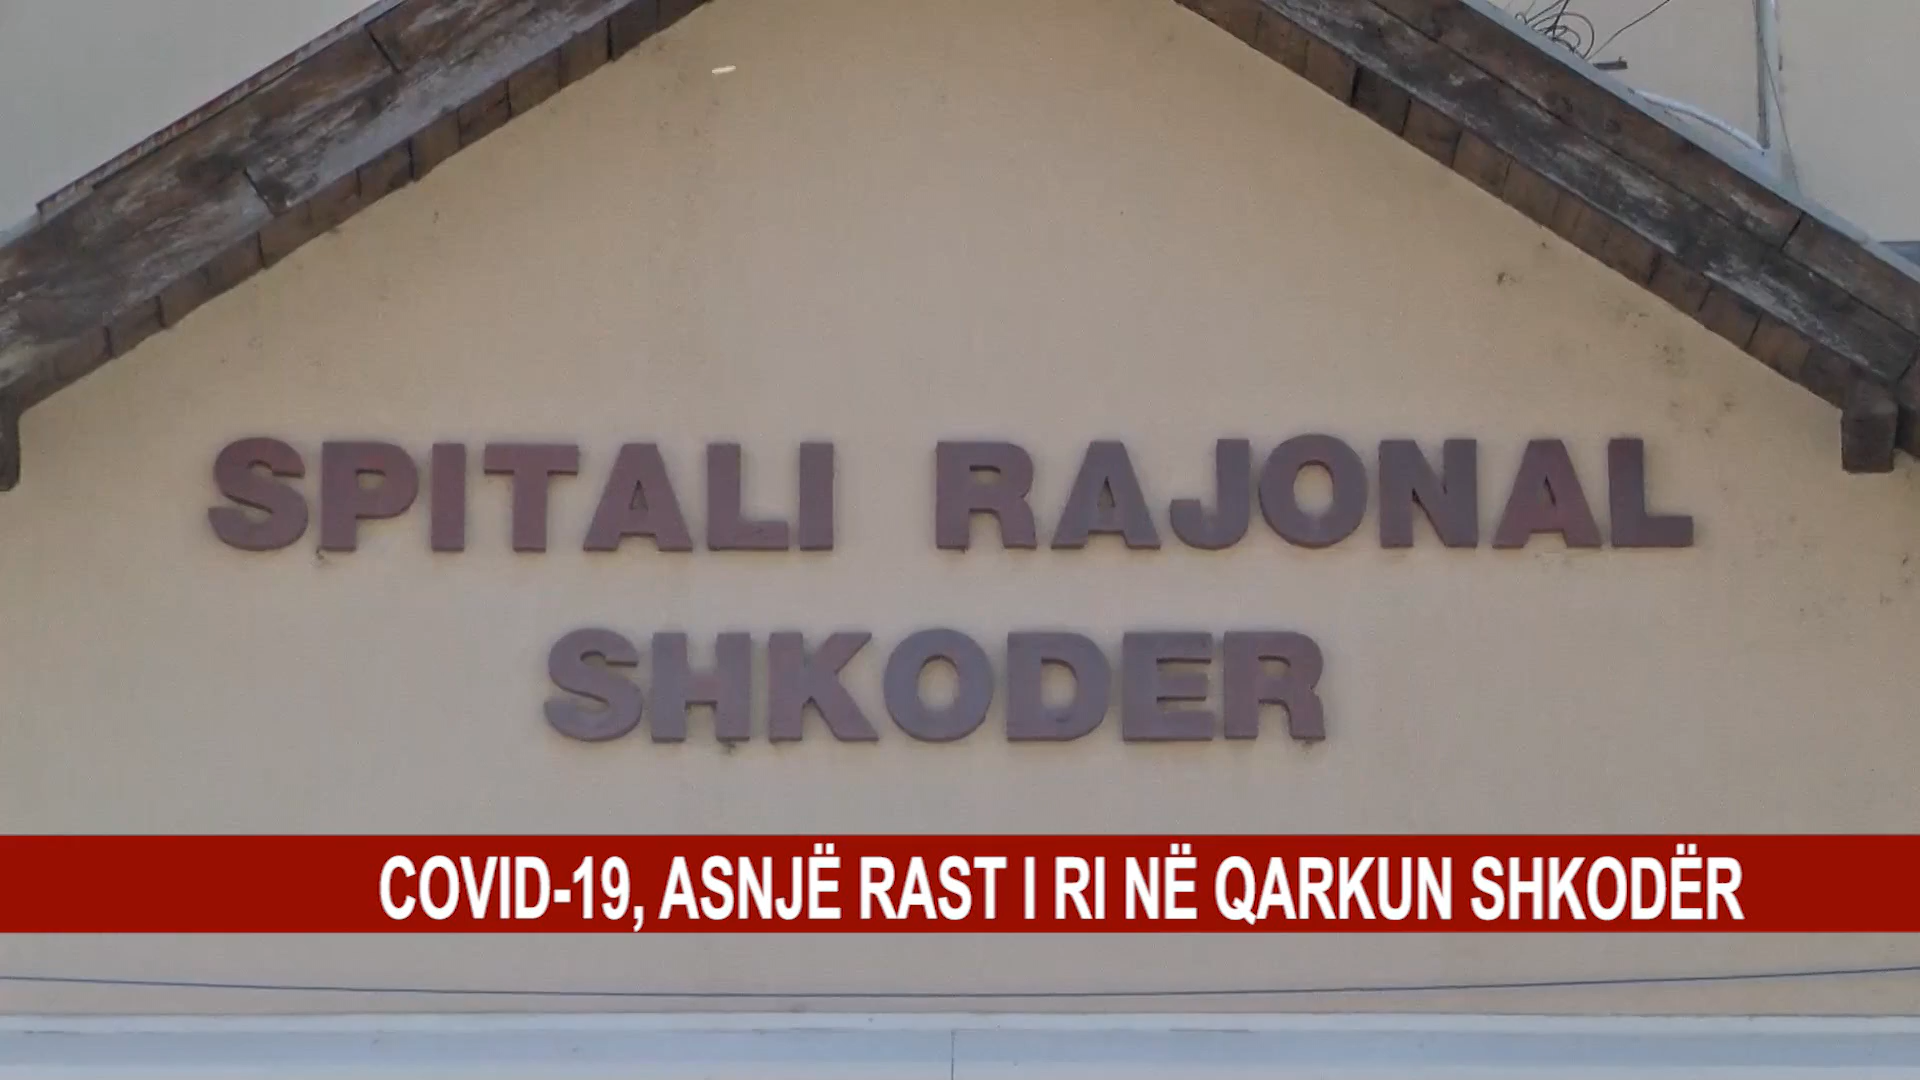 SPITALI RAJONAL
SHKODER
COVID-19, ASNJË RAST I RI NË QARKUN SHKODËR